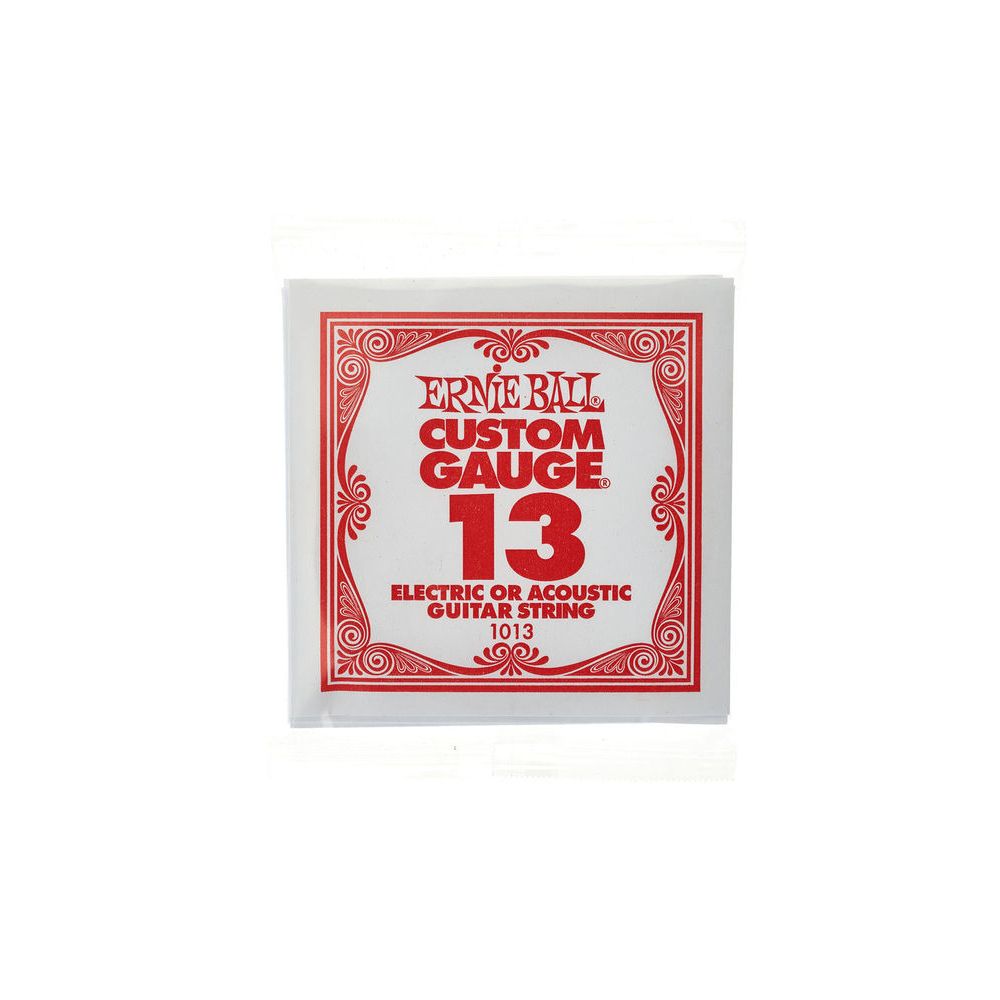 ERNIE BALL®
CUSTOM
GAUGE®
13
ELECTRIC OR ACOUSTIC
GUITAR STRING
1013